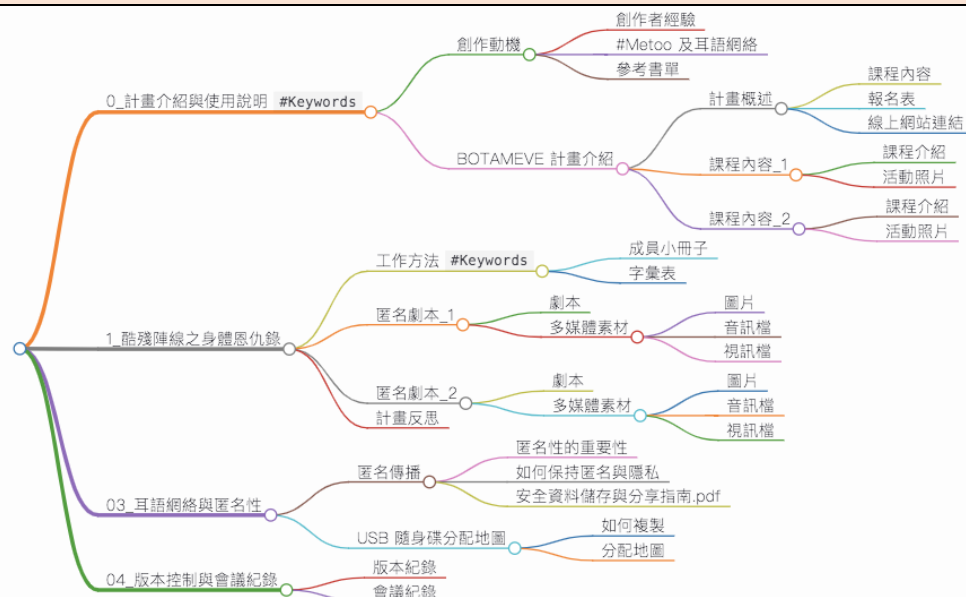 0_計畫介紹與使用說明 #Keywords
創作動機
創作者經驗
#Metoo 及耳語網絡
參考書單
BOTAMEVE 計畫介紹
計畫概述
課程內容
報名表
線上網站連結
課程內容_1
課程介紹
活動照片
課程內容_2
課程介紹
活動照片
1_酷殘陣線之身體恩仇錄
工作方法 #Keywords
成員小冊子
字彙表
匿名劇本_1
劇本
多媒體素材
圖片
音訊檔
視訊檔
匿名劇本_2
劇本
多媒體素材
圖片
音訊檔
視訊檔
計畫反思
03_耳語網絡與匿名性
匿名傳播
匿名性的重要性
如何保持匿名與隱私
安全資料儲存與分享指南.pdf
USB 隨身碟分配地圖
如何複製
分配地圖
04_版本控制與會議紀錄
版本紀錄
會議紀錄